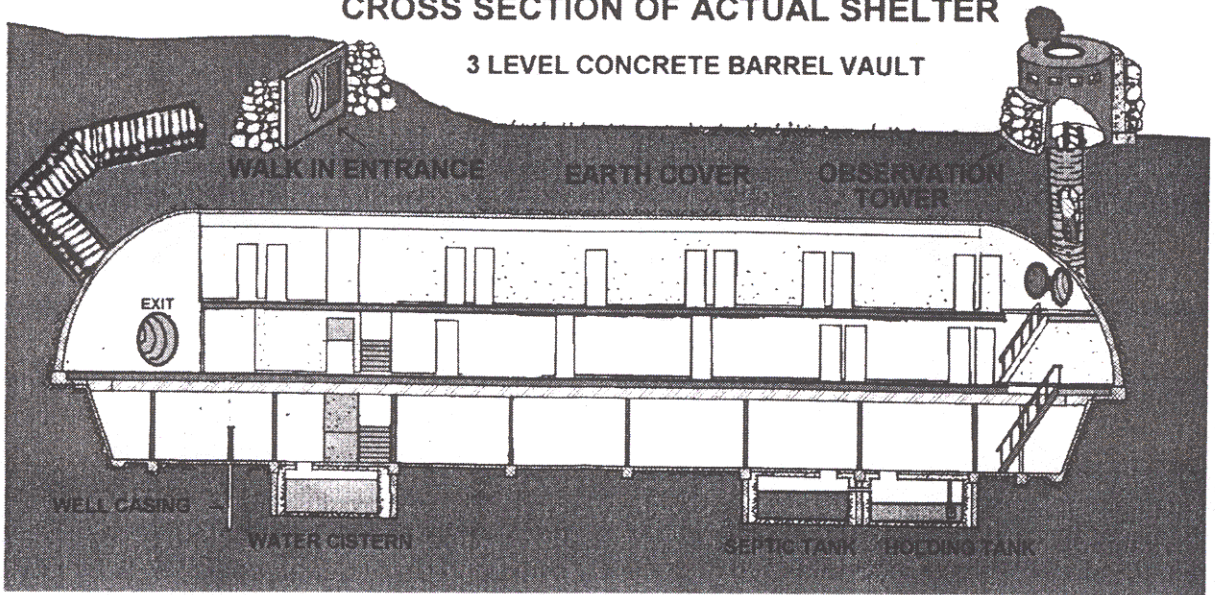 CROSS SECTION OF ACTUAL SHELTER
3 LEVEL CONCRETE BARREL VAULT
WALK IN ENTRANCE
EARTH COVER
OBSERVATION
TOWER
EXIT
WELL CASING
WATER CISTERN
SEPTIC TANK
HOLDING TANK